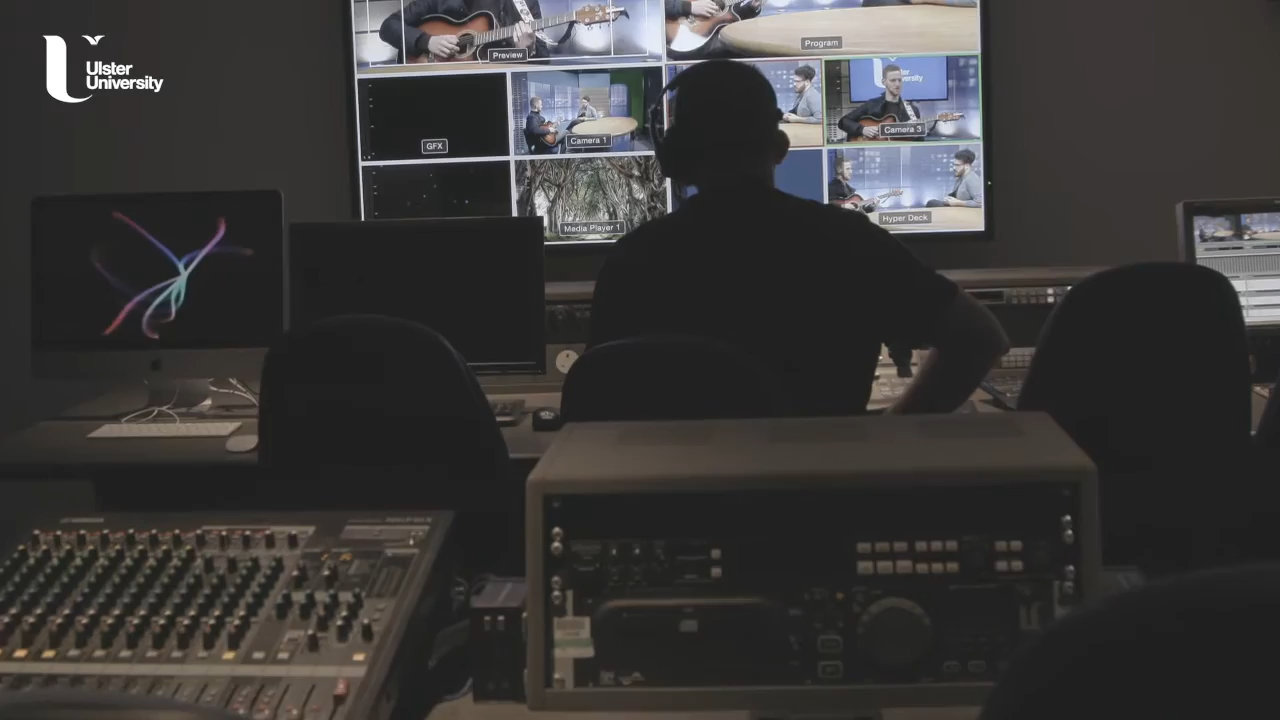 Ulster
University
Preview
Program
GFX
Camera 1
Ulster
University
Camera 3
Media Player 1
Hyper Deck